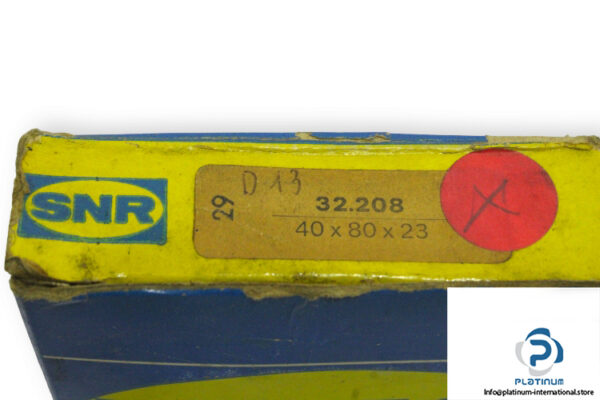 SNR
29
D 13
32.208
40 x 80 x 23
PLATINUM
Info@platinum-international.store